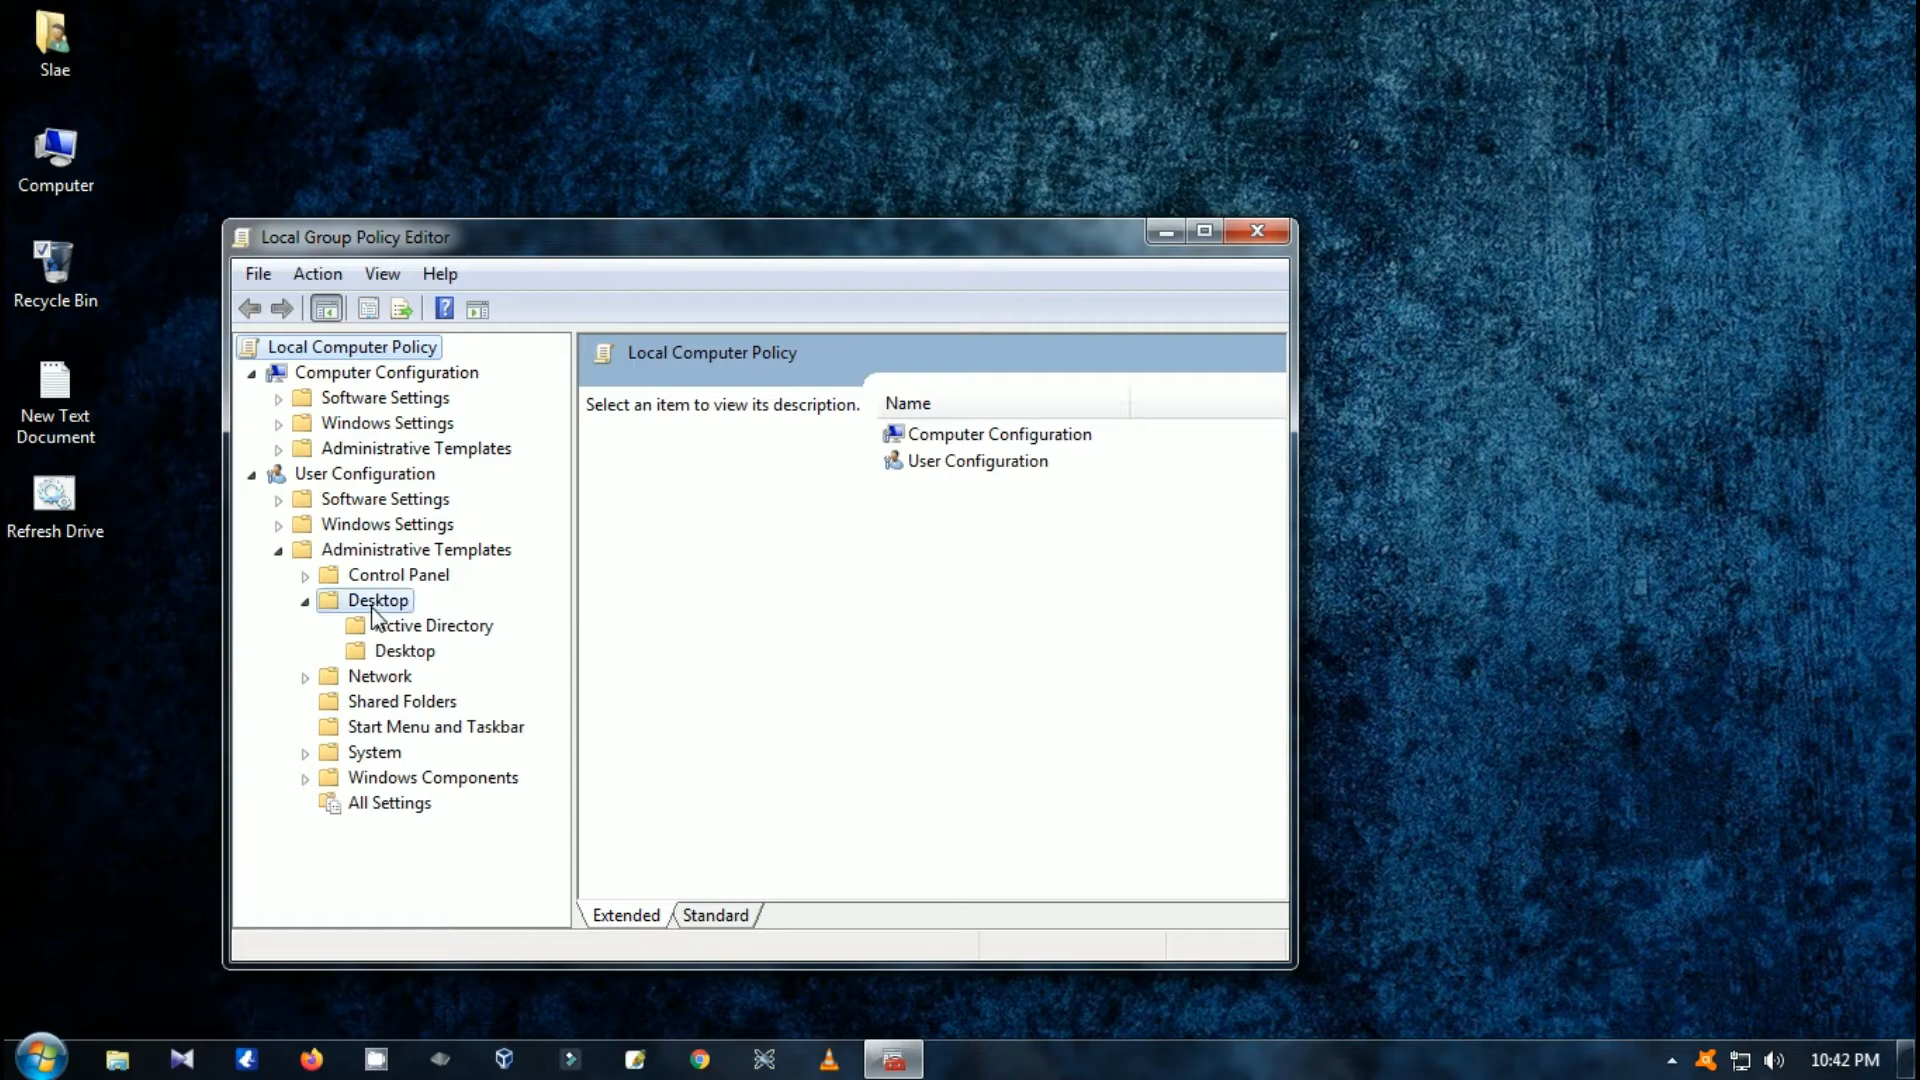 Slae
Computer
Recycle Bin
New Text
Document
Refresh Drive
Local Group Policy Editor
File Action View Help
Local Computer Policy
Computer Configuration
Software Settings
Windows Settings
Administrative Templates
User Configuration
Software Settings
Windows Settings
Administrative Templates
Control Panel
Desktop
Active Directory
Desktop
Network
Shared Folders
Start Menu and Taskbar
System
Windows Components
All Settings
Local Computer Policy
Select an item to view its description.
Name
Computer Configuration
User Configuration
Extended Standard
10:42 PM